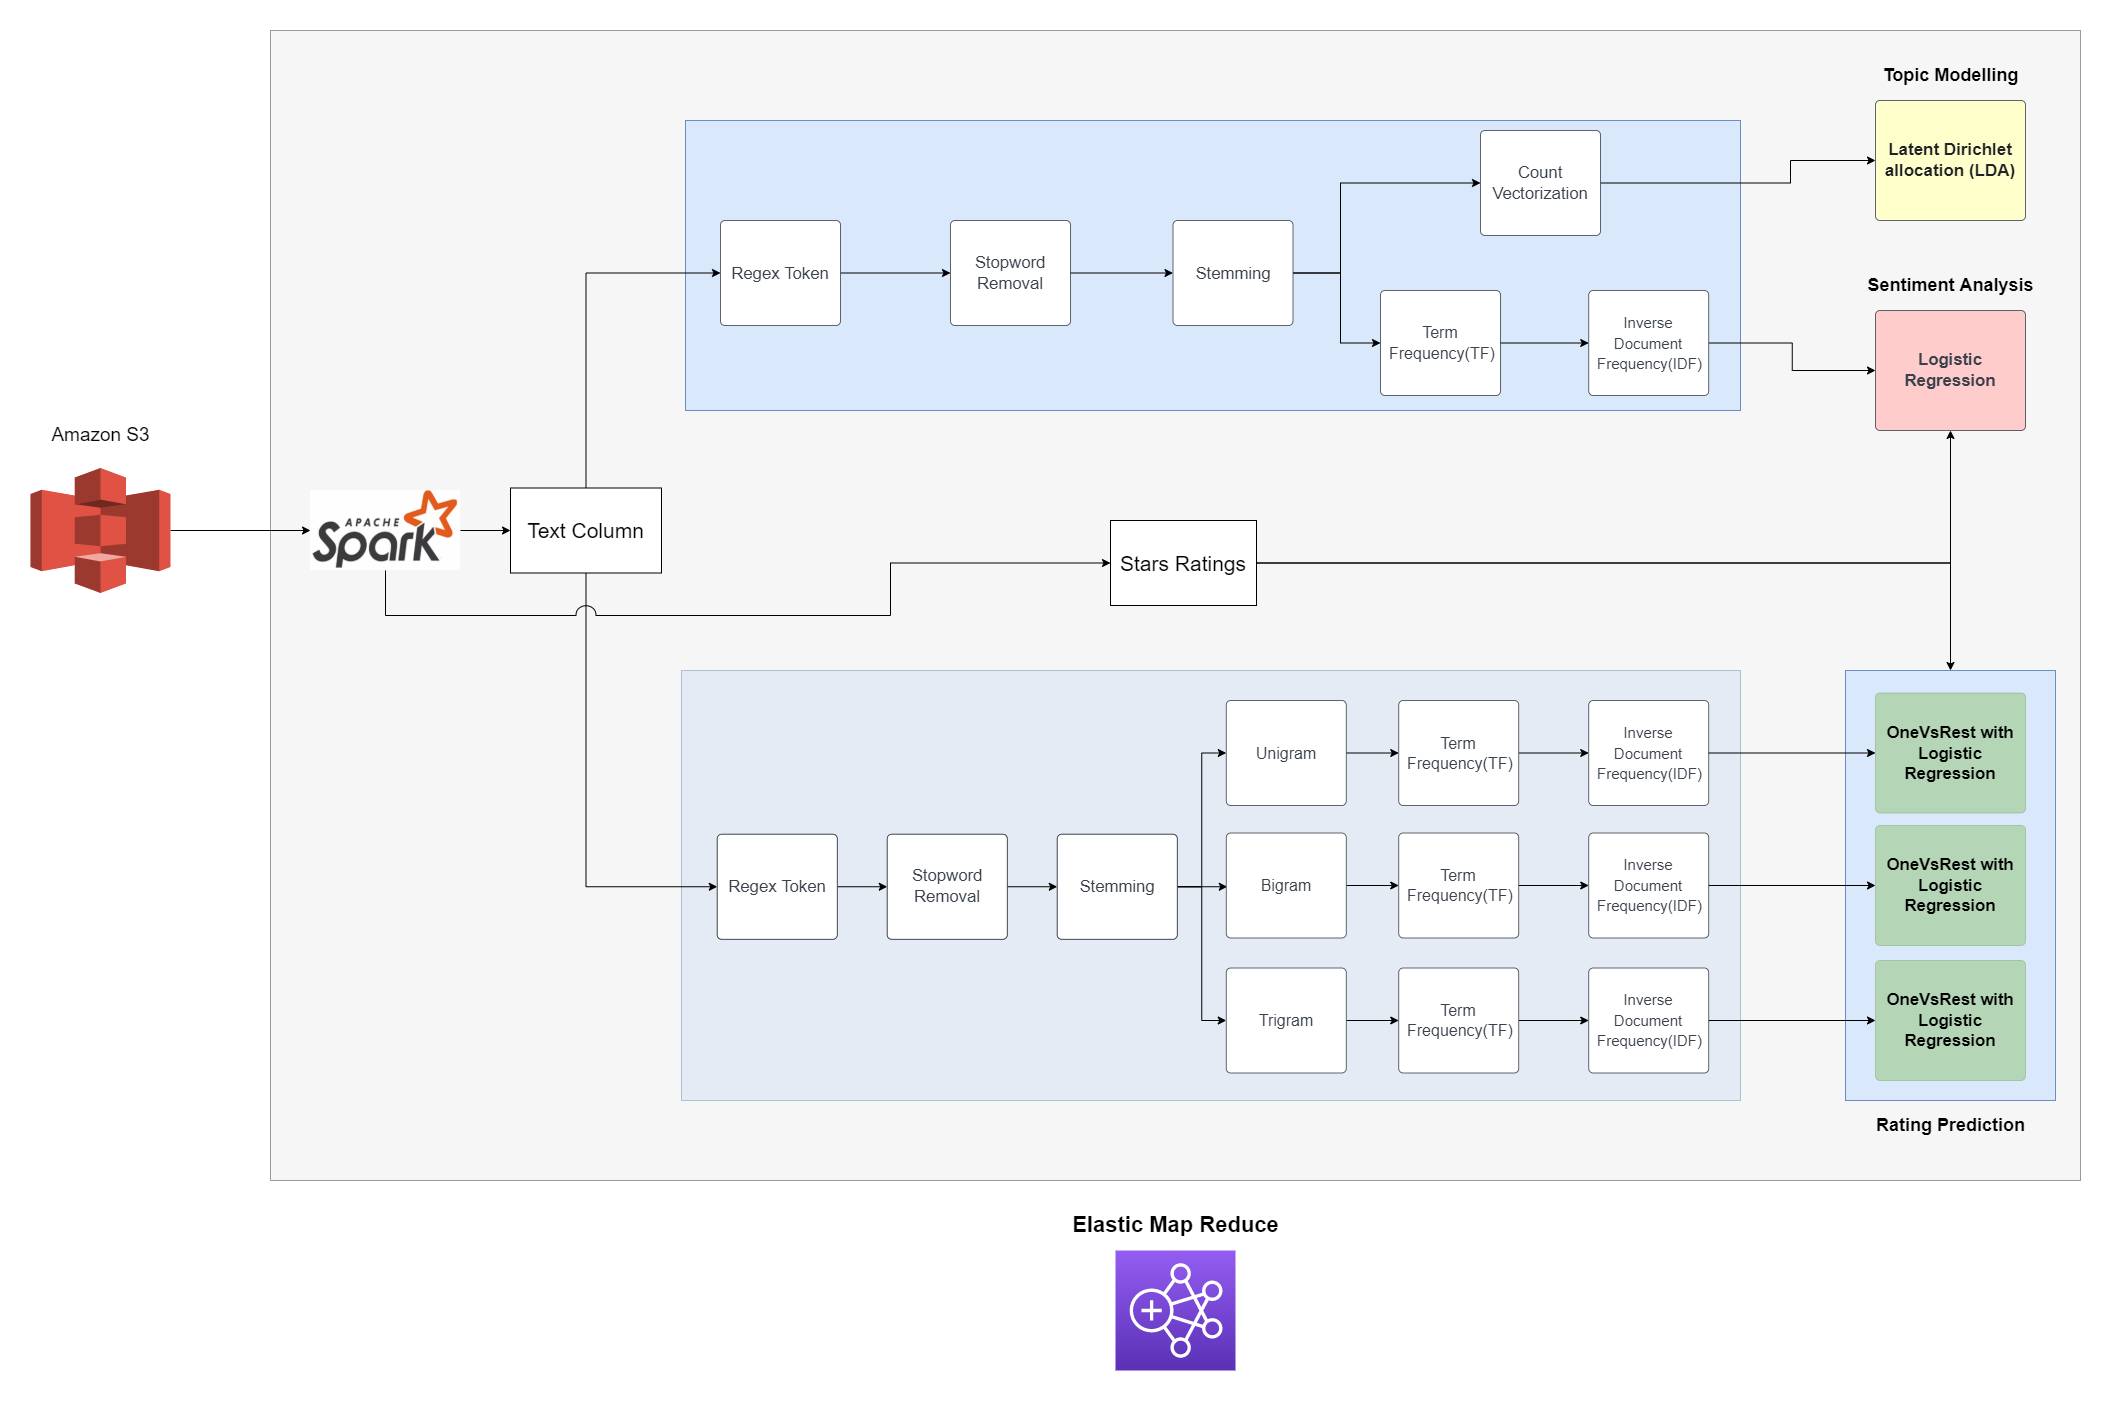 Topic Modelling
Latent Dirichlet
allocation (LDA)
Count
Vectorization
Regex Token
Stopword
Removal
Stemming
Term
Frequency(TF)
Inverse
Document
Frequency(IDF)
Sentiment Analysis
Logistic
Regression
Amazon S3
APACHE
Spark
Text Column
Stars Ratings
Unigram
Term
Frequency(TF)
Inverse
Document
Frequency(IDF)
OneVsRest with
Logistic
Regression
Regex Token
Stopword
Removal
Stemming
Bigram
Term
Frequency(TF)
Inverse
Document
Frequency(IDF)
OneVsRest with
Logistic
Regression
Trigram
Term
Frequency(TF)
Inverse
Document
Frequency(IDF)
OneVsRest with
Logistic
Regression
Rating Prediction
Elastic Map Reduce